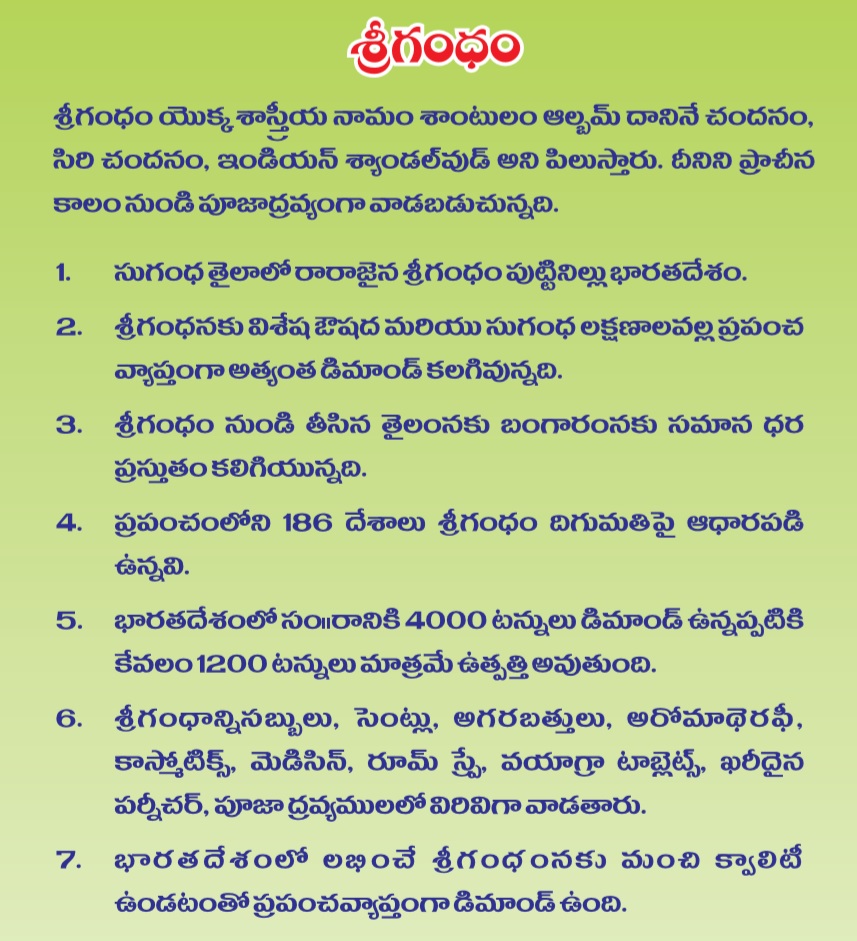 శ్రీగంధం
శ్రీగంధం యొక్క శాస్త్రీయ నామం శాంటులం ఆల్బమ్ దానినే చందనం,
సిరి చందనం, ఇండియన్ శ్యాండల్‌వుడ్ అని పిలుస్తారు. దీనిని ప్రాచీన
కాలం నుండి పూజాద్రవ్యంగా వాడబడుచున్నది.
1. సుగంధ తైలాలో రారాజైన శ్రీగంధం పుట్టినిల్లు భారతదేశం.
2. శ్రీగంధనకు విశేష ఔషద మరియు సుగంధ లక్షణాలవల్ల ప్రపంచ
వ్యాప్తంగా అత్యంత డిమాండ్ కలగివున్నది.
3. శ్రీగంధం నుండి తీసిన తైలంనకు బంగారంనకు సమాన ధర
ప్రస్తుతం కలిగియున్నది.
4. ప్రపంచంలోని 186 దేశాలు శ్రీగంధం దిగుమతిపై ఆధారపడి
ఉన్నవి.
5. భారతదేశంలో సం॥రానికి 4000 టన్నులు డిమాండ్ ఉన్నప్పటికి
కేవలం 1200 టన్నులు మాత్రమే ఉత్పత్తి అవుతుంది.
6. శ్రీగంధాన్నిసబ్బులు, సెంట్లు, అగరబత్తులు, అరోమాథెరఫీ,
కాస్మోటిక్స్, మెడిసిన్, రూమ్ స్ప్రే, వయాగ్రా టాబ్లెట్స్, ఖరీదైన
పర్నీచర్, పూజా ద్రవ్యములలో విరివిగా వాడతారు.
7. భారతదేశంలో లభించే శ్రీగంధంనకు మంచి క్వాలిటీ
ఉండటంతో ప్రపంచవ్యాప్తంగా డిమాండ్ ఉంది.